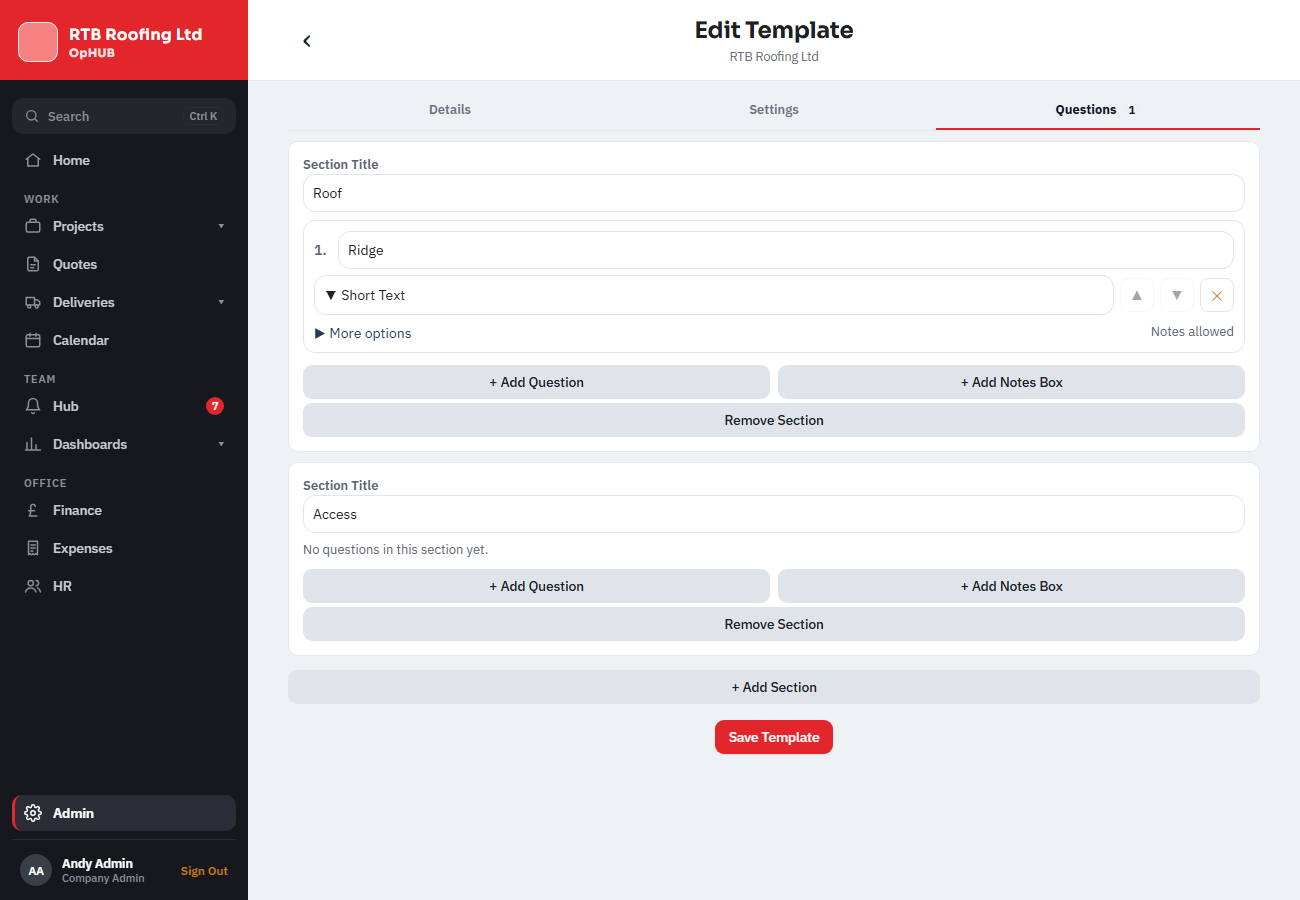 RTB Roofing Ltd
OpHUB
Search Ctrl K
Home
WORK
Projects
Quotes
Deliveries
Calendar
TEAM
Hub 7
Dashboards
OFFICE
Finance
Expenses
HR
Admin
AA
Andy Admin
Company Admin
Sign Out
Edit Template
RTB Roofing Ltd
Details Settings Questions 1
Section Title
Roof
1. Ridge
▼ Short Text ▲ ▼ ×
▶ More options Notes allowed
+ Add Question + Add Notes Box
Remove Section
Section Title
Access
No questions in this section yet.
+ Add Question + Add Notes Box
Remove Section
+ Add Section
Save Template